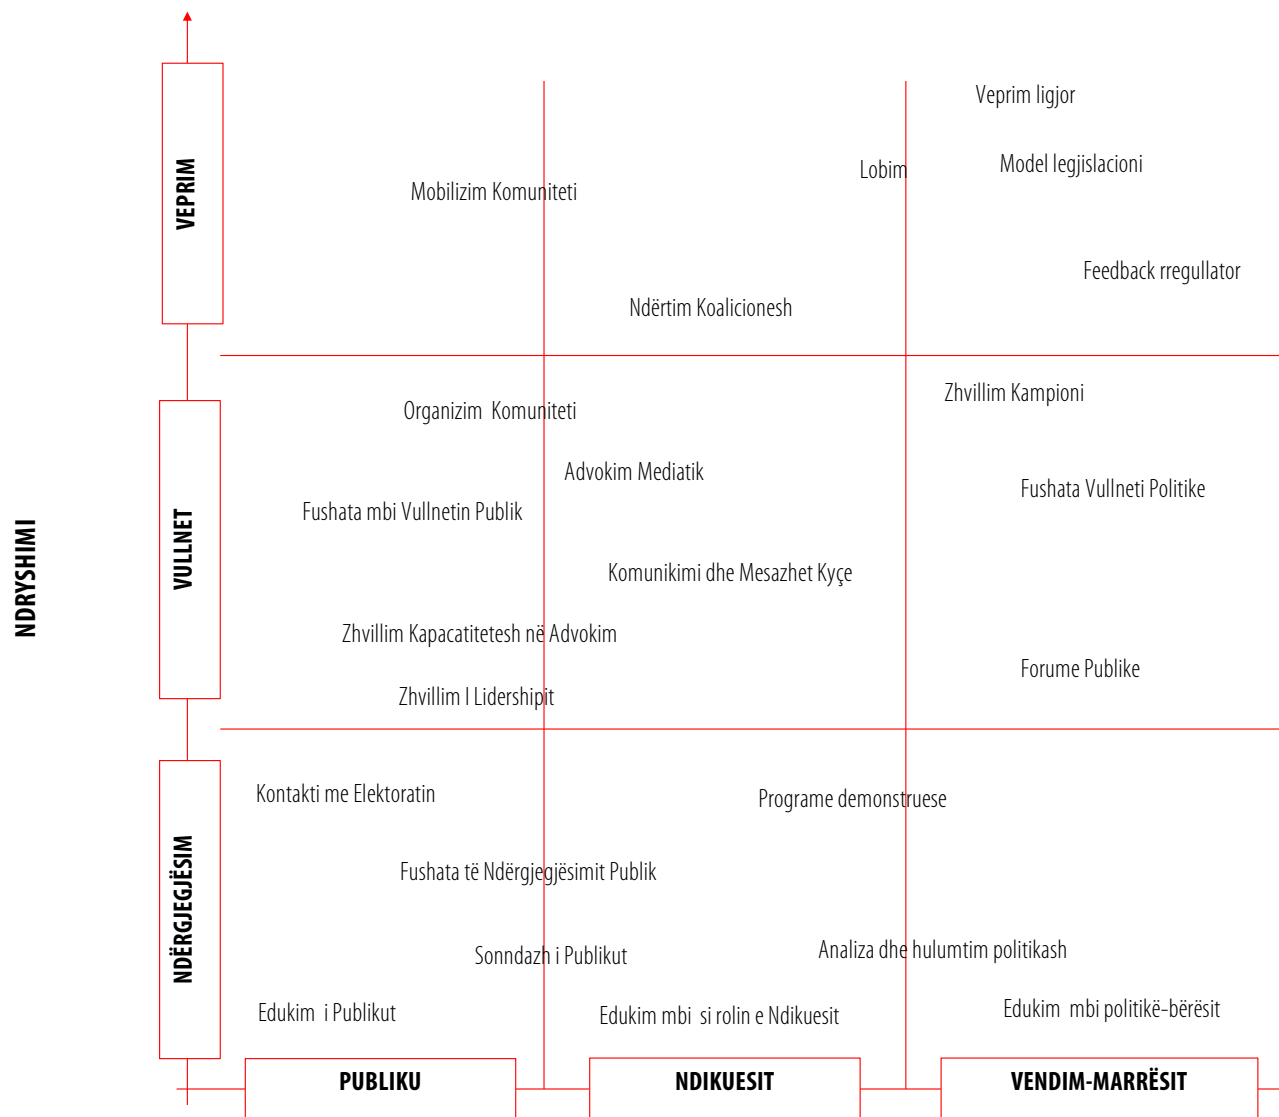 Veprim ligjor
Lobim
Model legjislacioni
VEPRIM
Mobilizim Komuniteti
Feedback rregullator
Ndërtim Koalicionesh
Zhvillim Kampioni
Organizim Komuniteti
Advokim Mediatik
Fushata Vullneti Politike
Fushata mbi Vullnetin Publik
VULLNET
NDRYSHIMI
Komunikimi dhe Mesazhet Kyçe
Zhvillim Kapacatitetesh në Advokim
Forume Publike
Zhvillim I Lidershipit
Kontakti me Elektoratin
Programe demonstruese
Fushata të Ndërgjegjësimit Publik
NDËRGJEGJËSIM
Sonndazh i Publikut
Analiza dhe hulumtim politikash
Edukim i Publikut
Edukim mbi si rolin e Ndikuesit
Edukim mbi politikë-bërësit
PUBLIKU
NDIKUESIT
VENDIM-MARRËSIT